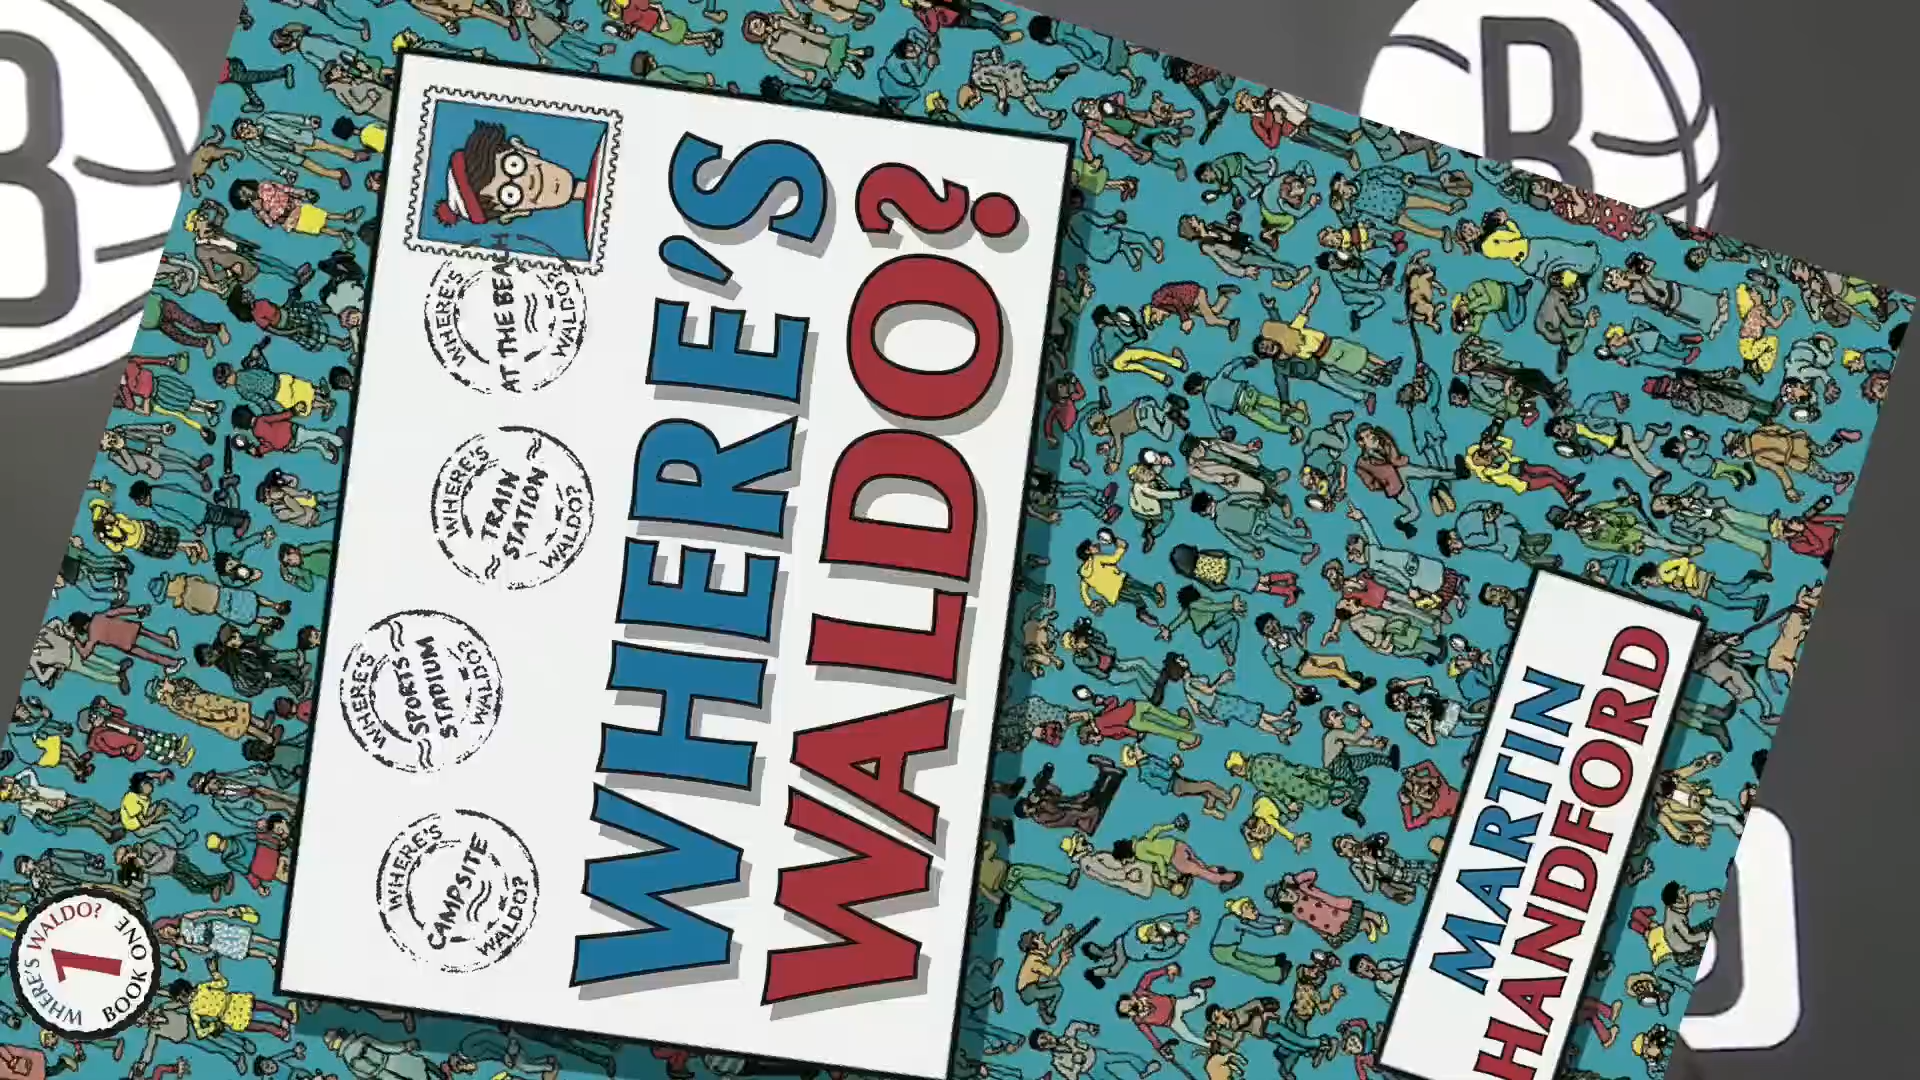 WHERE'S
WALDO?
WHERE'S
AT THE BEACH
WALDO?
WHERE'S
TRAIN
STATION
WALDO?
WHERE'S
SPORTS
STADIUM
WALDO?
WHERE'S
CAMPSITE
WALDO?
MARTIN
HANDFORD
WHERE'S WALDO?
1
BOOK ONE
B
B